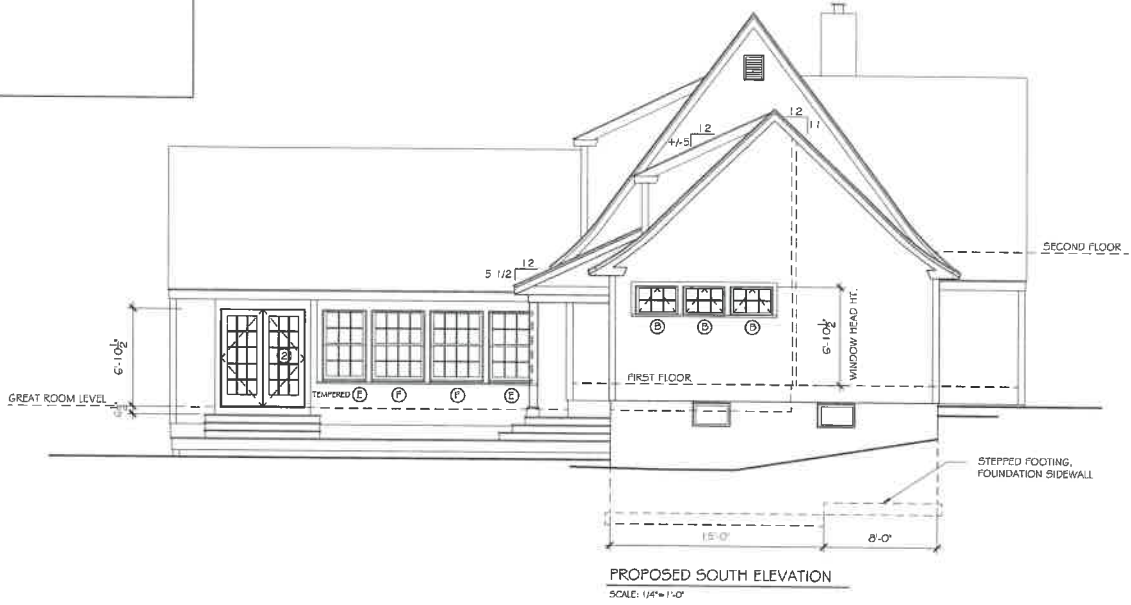 12
11
12
4/-5
SECOND FLOOR
12
5 1/2
B B B
6'-10 1/2"
WINDOW HEAD HT.
6'-10 1/2"
2
FIRST FLOOR
TEMPERED E F F E
GREAT ROOM LEVEL
STEPPED FOOTING,
FOUNDATION SIDEWALL
15'-0"
8'-0"
PROPOSED SOUTH ELEVATION
SCALE: 1/4"=1'-0"